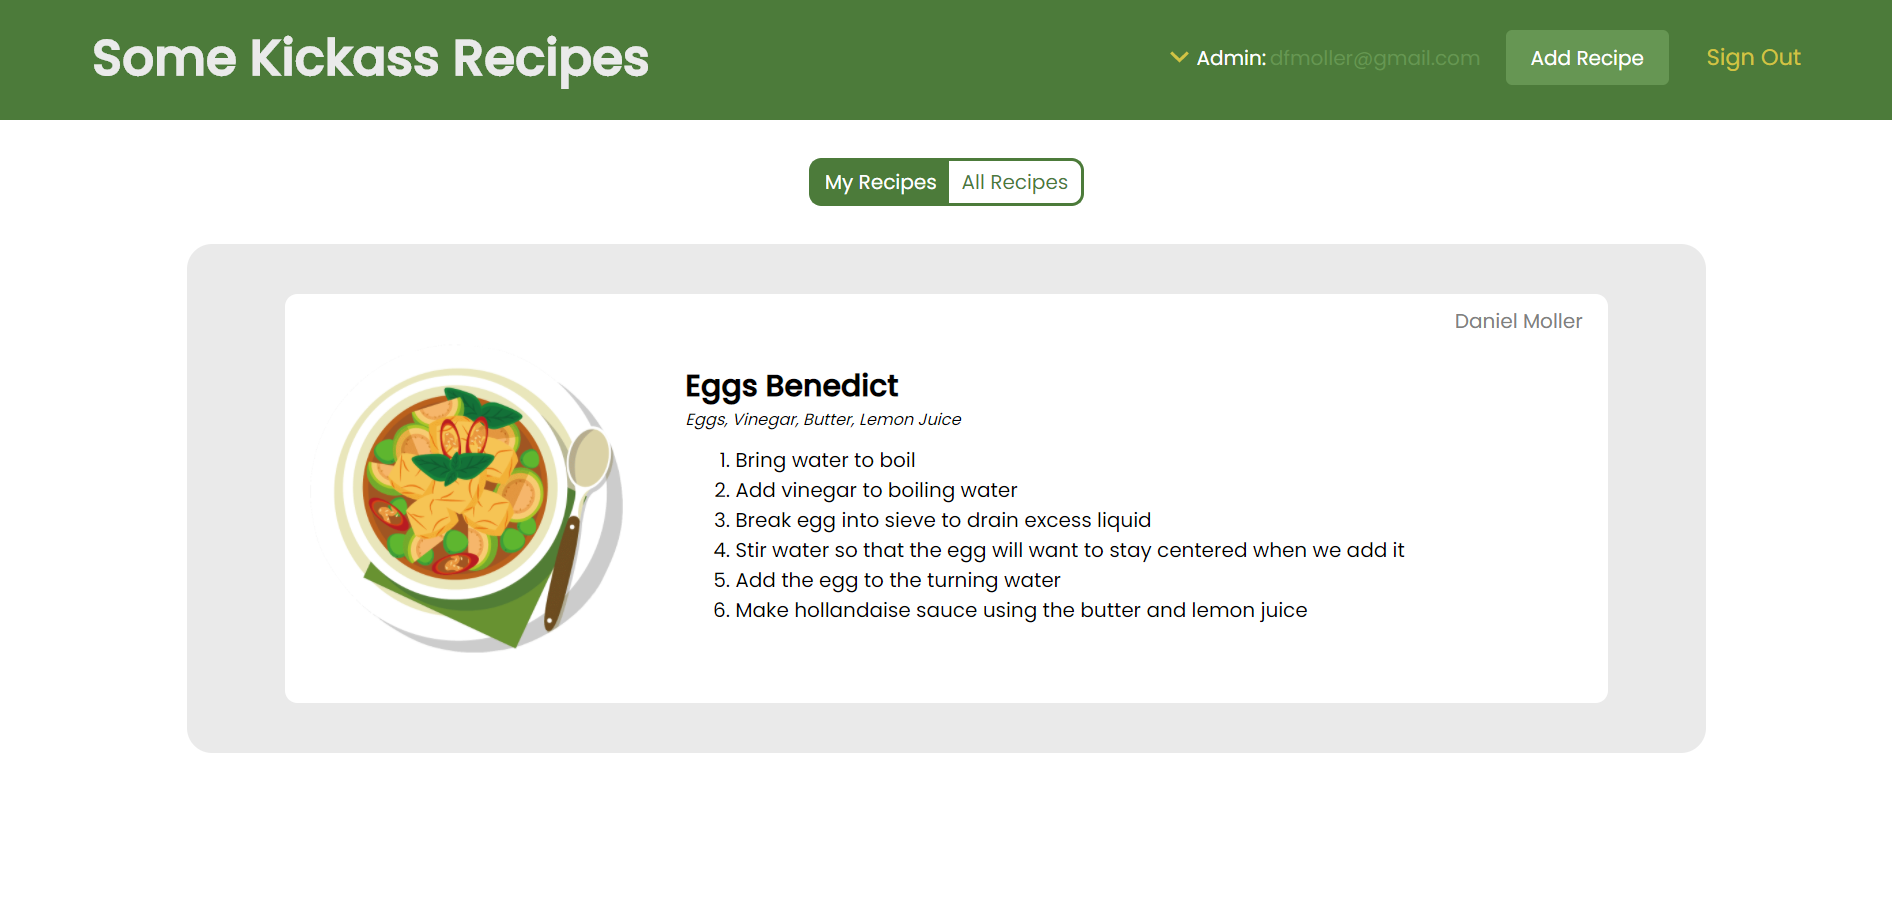 Some Kickass Recipes
Admin: dfmoller@gmail.com
Add Recipe
Sign Out
My Recipes
All Recipes
Daniel Moller
Eggs Benedict
Eggs, Vinegar, Butter, Lemon Juice
1. Bring water to boil
2. Add vinegar to boiling water
3. Break egg into sieve to drain excess liquid
4. Stir water so that the egg will want to stay centered when we add it
5. Add the egg to the turning water
6. Make hollandaise sauce using the butter and lemon juice